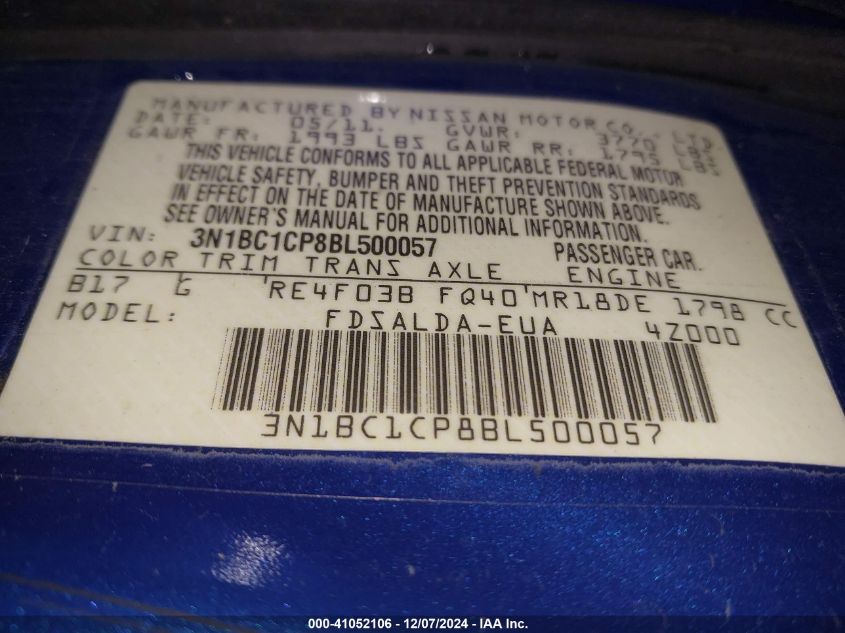 MANUFACTURED BY NISSAN MOTOR CO., LTD.
DATE: 05/11. GVWR: 3770 LBS
GAWR FR: 1993 LBS GAWR RR: 1795 LBS
THIS VEHICLE CONFORMS TO ALL APPLICABLE FEDERAL MOTOR
VEHICLE SAFETY, BUMPER AND THEFT PREVENTION STANDARDS
IN EFFECT ON THE DATE OF MANUFACTURE SHOWN ABOVE.
SEE OWNER'S MANUAL FOR ADDITIONAL INFORMATION.
VIN: 3N1BC1CP8BL500057 PASSENGER CAR.
COLOR TRIM TRANS AXLE ENGINE
B17 G 'RE4F03B FQ40'MR18DE 1798 CC
MODEL: FDSALDA-EUA 4Z000
3N1BC1CP8BL500057
000-41052106 - 12/07/2024 - IAA Inc.